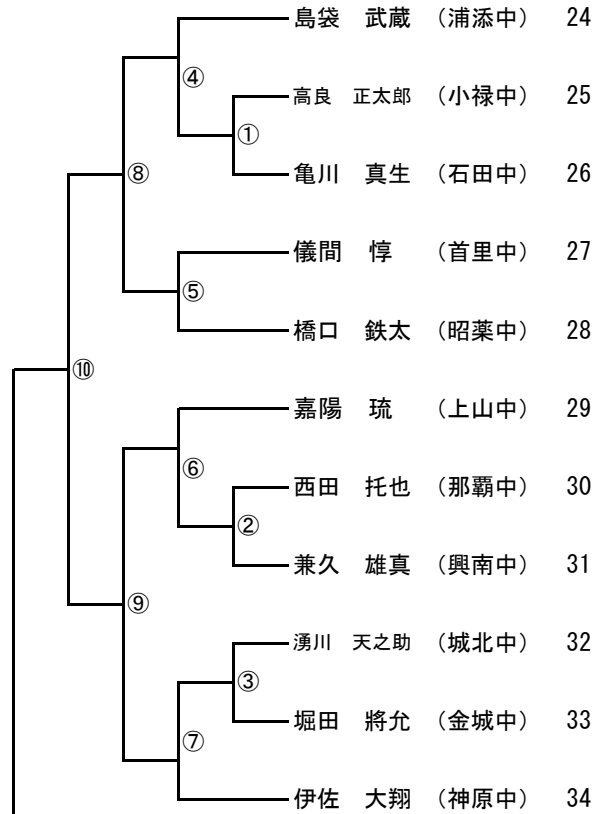 島袋　武蔵　（浦添中）　24
④
高良　正太郎　（小禄中）　25
①
亀川　真生　（石田中）　26
⑧
儀間　惇　（首里中）　27
⑤
橋口　鉄太　（昭薬中）　28
⑩
嘉陽　琉　（上山中）　29
⑥
西田　托也　（那覇中）　30
②
兼久　雄真　（興南中）　31
⑨
湧川　天之助　（城北中）　32
③
堀田　將允　（金城中）　33
⑦
伊佐　大翔　（神原中）　34